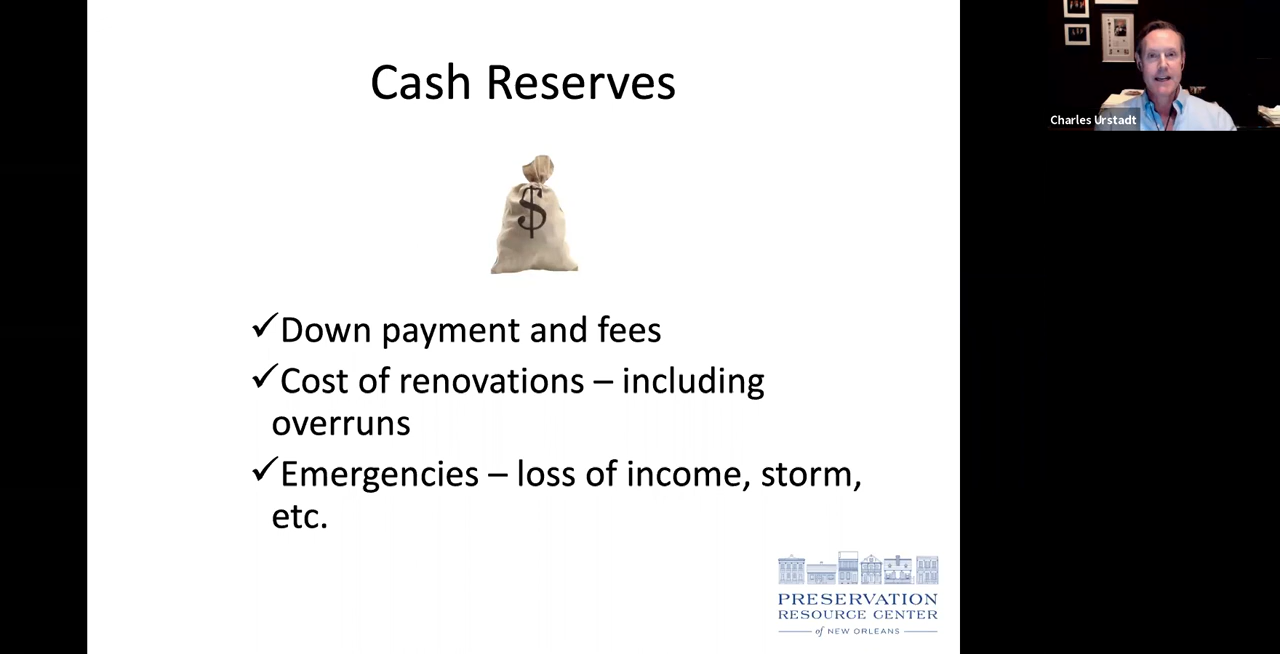 Cash Reserves
$
✓Down payment and fees
✓Cost of renovations – including
overruns
✓Emergencies – loss of income, storm,
etc.
PRESERVATION
RESOURCE CENTER
of NEW ORLEANS
Charles Urstadt